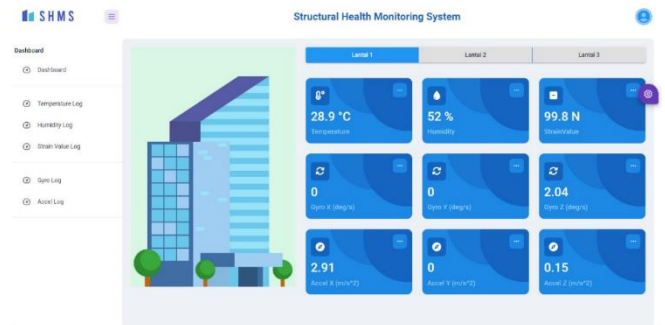 SHMS
Structural Health Monitoring System
Dashboard
Dashboard
Temperature Log
Humidity Log
Strain Value Log
Gyro Log
Accel Log
Lantai 1
Lantai 2
Lantai 3
28.9 °C
Temperature
52 %
Humidity
99.8 N
StrainValue
0
Gyro X (deg/s)
0
Gyro Y (deg/s)
2.04
Gyro Z (deg/s)
2.91
Accel X (m/s^2)
0
Accel Y (m/s^2)
0.15
Accel Z (m/s^2)